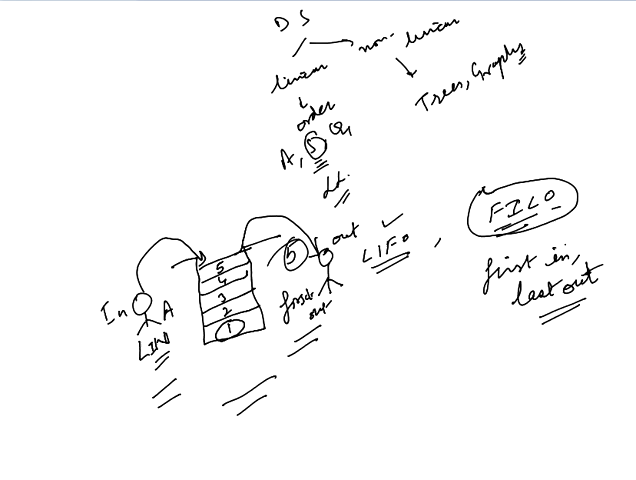 DS
linear
non-linear
order
Trees, Graphs
A, S, Q,
LL.
In
A
LIN
5
4
3
2
1
5
out
first
out
LIFO,
FILO
first in,
last out